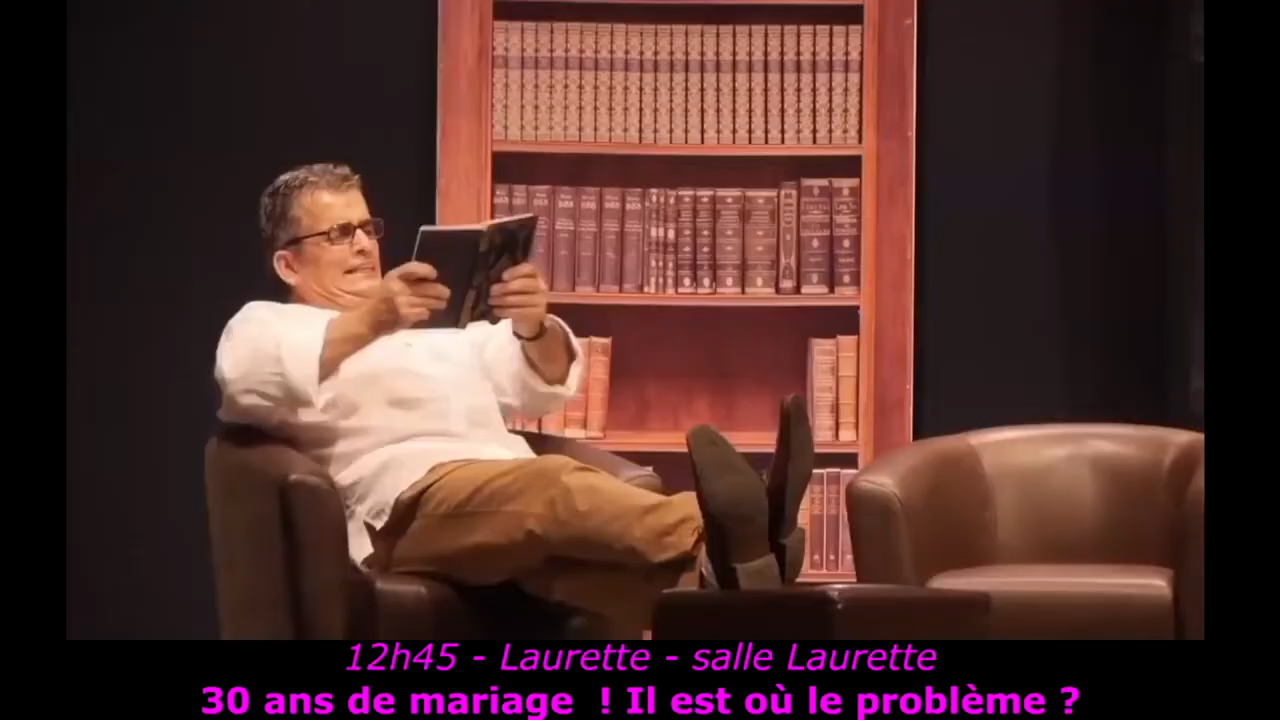 12h45 - Laurette - salle Laurette
30 ans de mariage  ! Il est où le problème ?